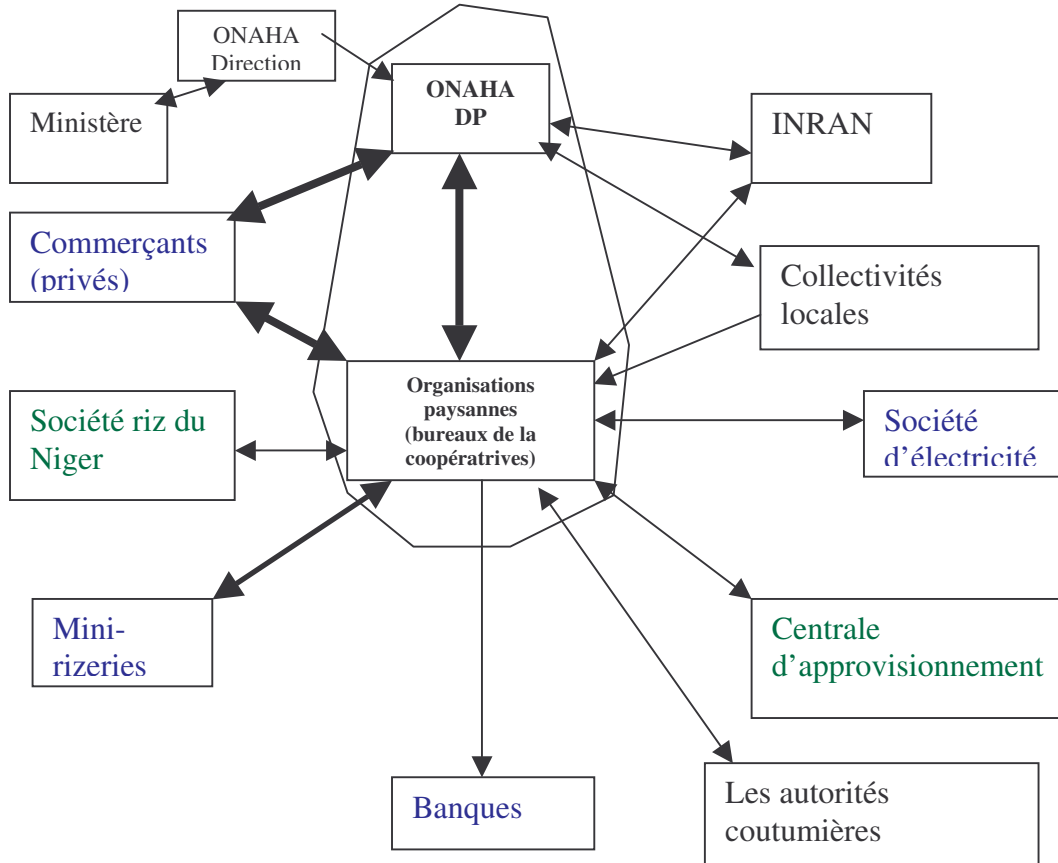 ONAHA
Direction
ONAHA
DP
Ministère
INRAN
Commerçants
(privés)
Collectivités
locales
Organisations
paysannes
(bureaux de la
coopératrives)
Société riz du
Niger
Société
d’électricité
Mini-
rizeries
Centrale
d’approvisionnement
Banques
Les autorités
coutumières